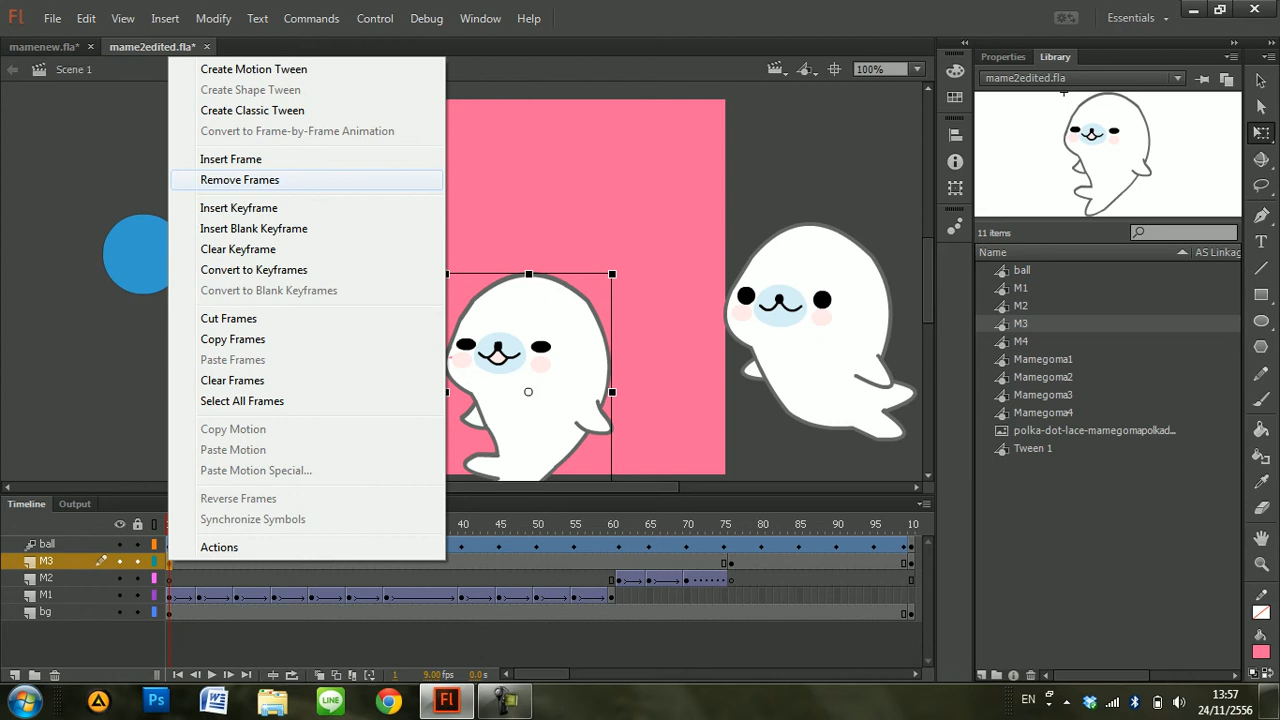 Fl File Edit View Insert Modify Text Commands Control Debug Window Help Essentials
mamenew.fla* × mame2edited.fla* ×
Scene 1 100%
Create Motion Tween
Create Shape Tween
Create Classic Tween
Convert to Frame-by-Frame Animation
Insert Frame
Remove Frames
Insert Keyframe
Insert Blank Keyframe
Clear Keyframe
Convert to Keyframes
Convert to Blank Keyframes
Cut Frames
Copy Frames
Paste Frames
Clear Frames
Select All Frames
Copy Motion
Paste Motion
Paste Motion Special...
Reverse Frames
Synchronize Symbols
Actions
Properties Library
mame2edited.fla
11 items
Name AS Linkag
ball
M1
M2
M3
M4
Mamegoma1
Mamegoma2
Mamegoma3
Mamegoma4
polka-dot-lace-mamegomapolkad...
Tween 1
Timeline Output
40 45 50 55 60 65 70 75 80 85 90 95 100
ball
M3
M2
M1
bg
1 9.00 fps 0.0 s
Ps W LINE Fl EN 13:57
24/11/2556